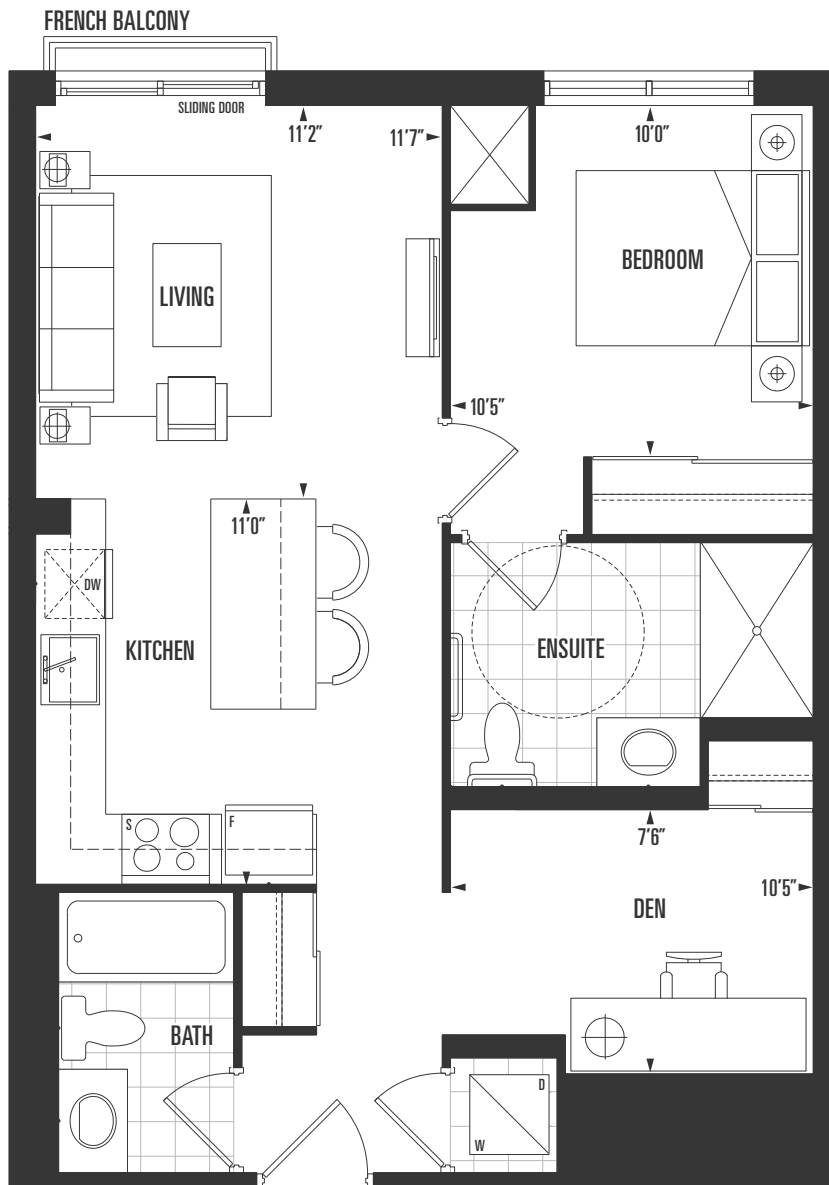 FRENCH BALCONY
SLIDING DOOR
11'2"
11'7"
10'0"
BEDROOM
LIVING
10'5"
11'0"
DW
KITCHEN
ENSUITE
S
F
7'6"
10'5"
DEN
BATH
D
W